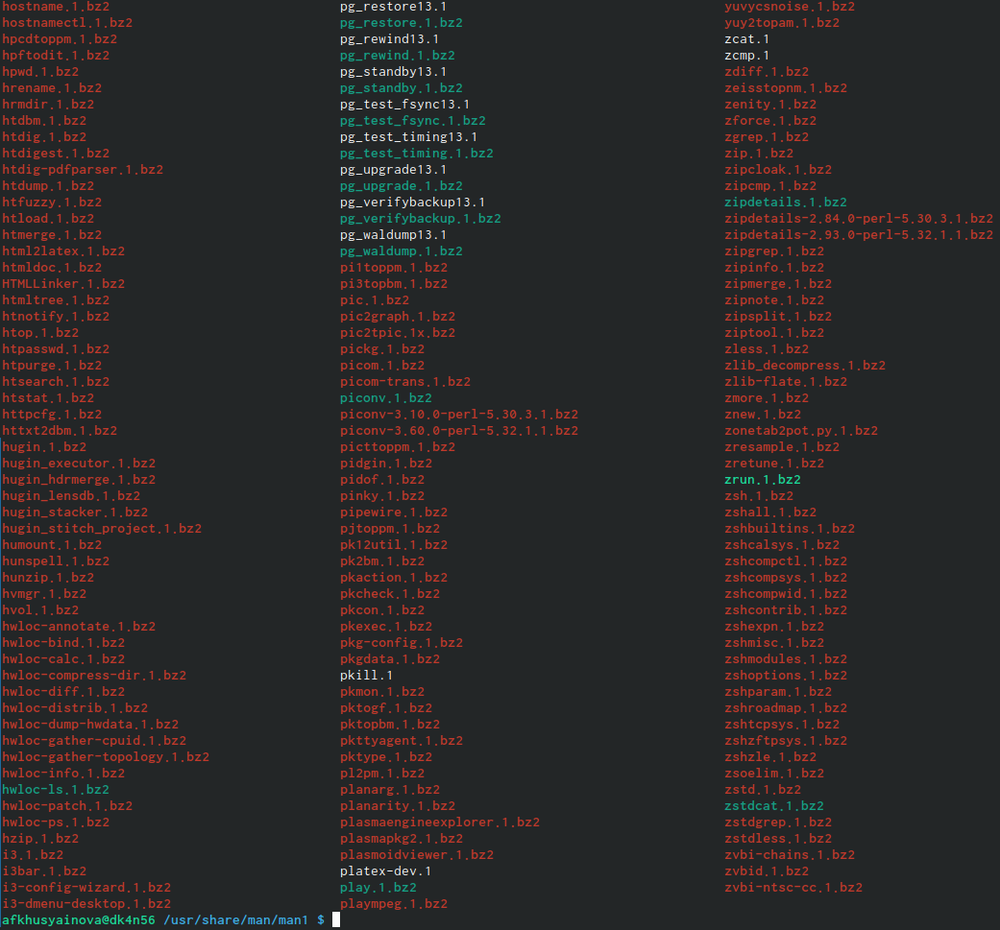 hostname.1.bz2 pg_restore13.1 yuvycsnoise.1.bz2
hostnamectl.1.bz2 pg_restore.1.bz2 yuy2topam.1.bz2
hpcdtoppm.1.bz2 pg_rewind13.1 zcat.1
hpftodit.1.bz2 pg_rewind.1.bz2 zcmp.1
hpwd.1.bz2 pg_standby13.1 zdiff.1.bz2
hrename.1.bz2 pg_standby.1.bz2 zeisstopnm.1.bz2
hrmdir.1.bz2 pg_test_fsync13.1 zenity.1.bz2
htdbm.1.bz2 pg_test_fsync.1.bz2 zforce.1.bz2
htdig.1.bz2 pg_test_timing13.1 zgrep.1.bz2
htdigest.1.bz2 pg_test_timing.1.bz2 zip.1.bz2
htdig-pdfparser.1.bz2 pg_upgrade13.1 zipcloak.1.bz2
htdump.1.bz2 pg_upgrade.1.bz2 zipcmp.1.bz2
htfuzzy.1.bz2 pg_verifybackup13.1 zipdetails.1.bz2
htload.1.bz2 pg_verifybackup.1.bz2 zipdetails-2.84.0-perl-5.30.3.1.bz2
htmerge.1.bz2 pg_waldump13.1 zipdetails-2.93.0-perl-5.32.1.1.bz2
html2latex.1.bz2 pg_waldump.1.bz2 zipgrep.1.bz2
htmldoc.1.bz2 pi1toppm.1.bz2 zipinfo.1.bz2
HTMLLinker.1.bz2 pi3topbm.1.bz2 zipmerge.1.bz2
htmltree.1.bz2 pic.1.bz2 zipnote.1.bz2
htnotify.1.bz2 pic2graph.1.bz2 zipsplit.1.bz2
htop.1.bz2 pic2tpic.1x.bz2 ziptool.1.bz2
htpasswd.1.bz2 pickg.1.bz2 zless.1.bz2
htpurge.1.bz2 picom.1.bz2 zlib_decompress.1.bz2
htsearch.1.bz2 picom-trans.1.bz2 zlib-flate.1.bz2
htstat.1.bz2 piconv.1.bz2 zmore.1.bz2
httpcfg.1.bz2 piconv-3.10.0-perl-5.30.3.1.bz2 znew.1.bz2
httxt2dbm.1.bz2 piconv-3.60.0-perl-5.32.1.1.bz2 zonetab2pot.py.1.bz2
hugin.1.bz2 picttoppm.1.bz2 zresample.1.bz2
hugin_executor.1.bz2 pidgin.1.bz2 zretune.1.bz2
hugin_hdrmerge.1.bz2 pidof.1.bz2 zrun.1.bz2
hugin_lensdb.1.bz2 pinky.1.bz2 zsh.1.bz2
hugin_stacker.1.bz2 pipewire.1.bz2 zshall.1.bz2
hugin_stitch_project.1.bz2 pjtoppm.1.bz2 zshbuiltins.1.bz2
humount.1.bz2 pk12util.1.bz2 zshcalsys.1.bz2
hunspell.1.bz2 pk2bm.1.bz2 zshcompctl.1.bz2
hunzip.1.bz2 pkaction.1.bz2 zshcompsys.1.bz2
hvmgr.1.bz2 pkcheck.1.bz2 zshcompwid.1.bz2
hvol.1.bz2 pkcon.1.bz2 zshcontrib.1.bz2
hwloc-annotate.1.bz2 pkexec.1.bz2 zshexpn.1.bz2
hwloc-bind.1.bz2 pkg-config.1.bz2 zshmisc.1.bz2
hwloc-calc.1.bz2 pkgdata.1.bz2 zshmodules.1.bz2
hwloc-compress-dir.1.bz2 pkill.1 zshoptions.1.bz2
hwloc-diff.1.bz2 pkmon.1.bz2 zshparam.1.bz2
hwloc-distrib.1.bz2 pktogf.1.bz2 zshroadmap.1.bz2
hwloc-dump-hwdata.1.bz2 pktopbm.1.bz2 zshtcpsys.1.bz2
hwloc-gather-cpuid.1.bz2 pkttyagent.1.bz2 zshzftpsys.1.bz2
hwloc-gather-topology.1.bz2 pktype.1.bz2 zshzle.1.bz2
hwloc-info.1.bz2 pl2pm.1.bz2 zsoelim.1.bz2
hwloc-ls.1.bz2 planarg.1.bz2 zstd.1.bz2
hwloc-patch.1.bz2 planarity.1.bz2 zstdcat.1.bz2
hwloc-ps.1.bz2 plasmaengineexplorer.1.bz2 zstdgrep.1.bz2
hzip.1.bz2 plasmapkg2.1.bz2 zstdless.1.bz2
i3.1.bz2 plasmoidviewer.1.bz2 zvbi-chains.1.bz2
i3bar.1.bz2 platex-dev.1 zvbid.1.bz2
i3-config-wizard.1.bz2 play.1.bz2 zvbi-ntsc-cc.1.bz2
i3-dmenu-desktop.1.bz2 plaympeg.1.bz2
afkhusyainova@dk4n56 /usr/share/man/man1 $